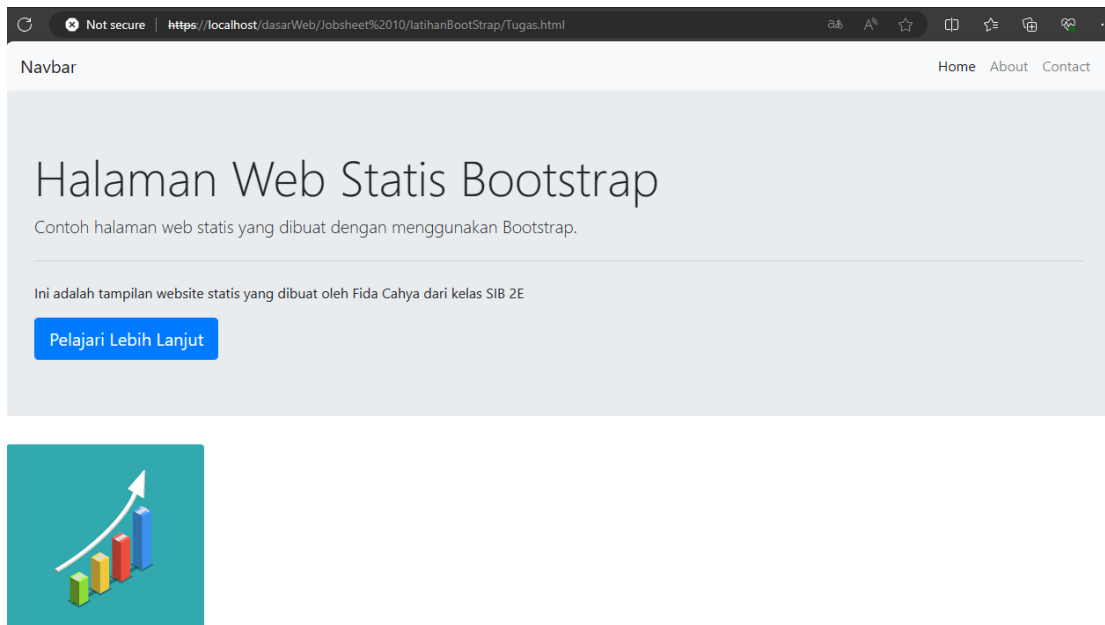 Not secure
https://localhost/dasarWeb/Jobsheet%2010/latihanBootStrap/Tugas.html
Navbar
Home About Contact
Halaman Web Statis Bootstrap
Contoh halaman web statis yang dibuat dengan menggunakan Bootstrap.
Ini adalah tampilan website statis yang dibuat oleh Fida Cahya dari kelas SIB 2E
Pelajari Lebih Lanjut